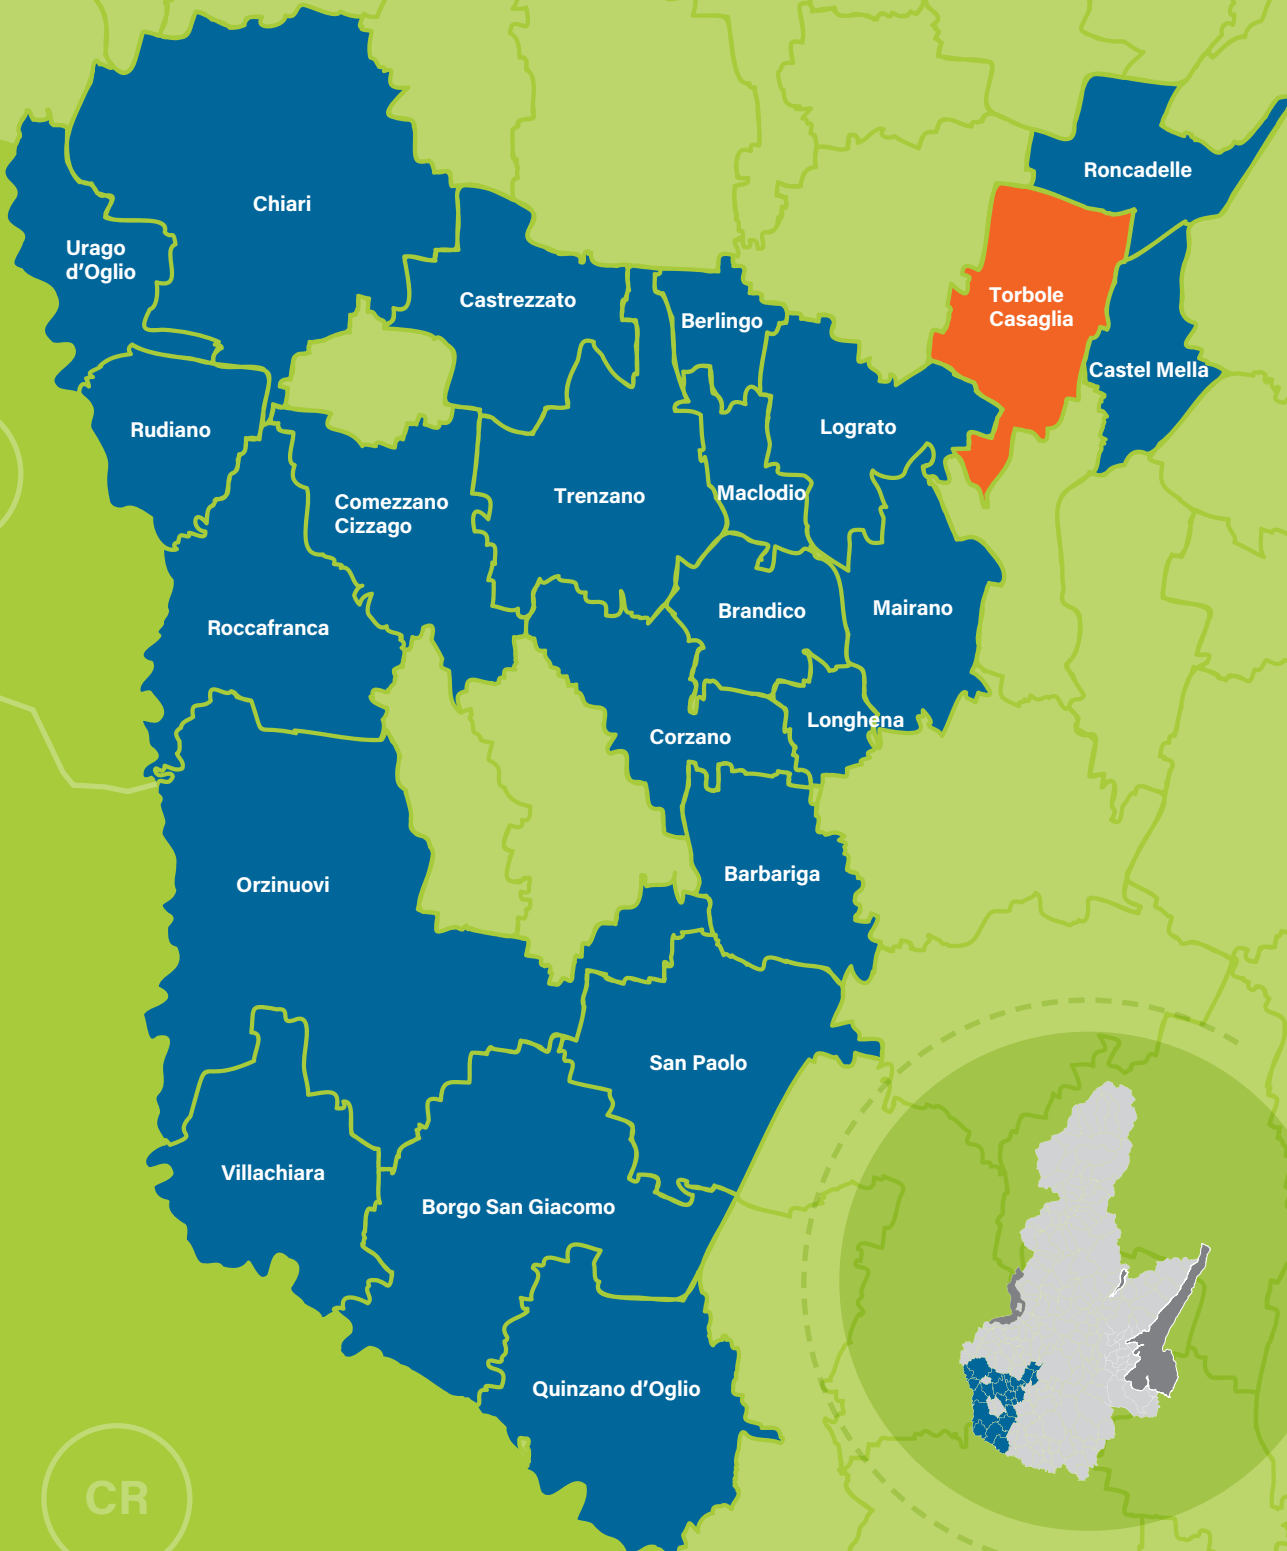 Roncadelle
Chiari
Urago
d'Oglio
Castrezzato
Torbole
Casaglia
Berlingo
Castel Mella
Rudiano
Lograto
Comezzano
Cizzago
Trenzano
Maclodio
Roccafranca
Brandico
Mairano
Longhena
Corzano
Orzinuovi
Barbariga
San Paolo
Villachiara
Borgo San Giacomo
Quinzano d'Oglio
CR